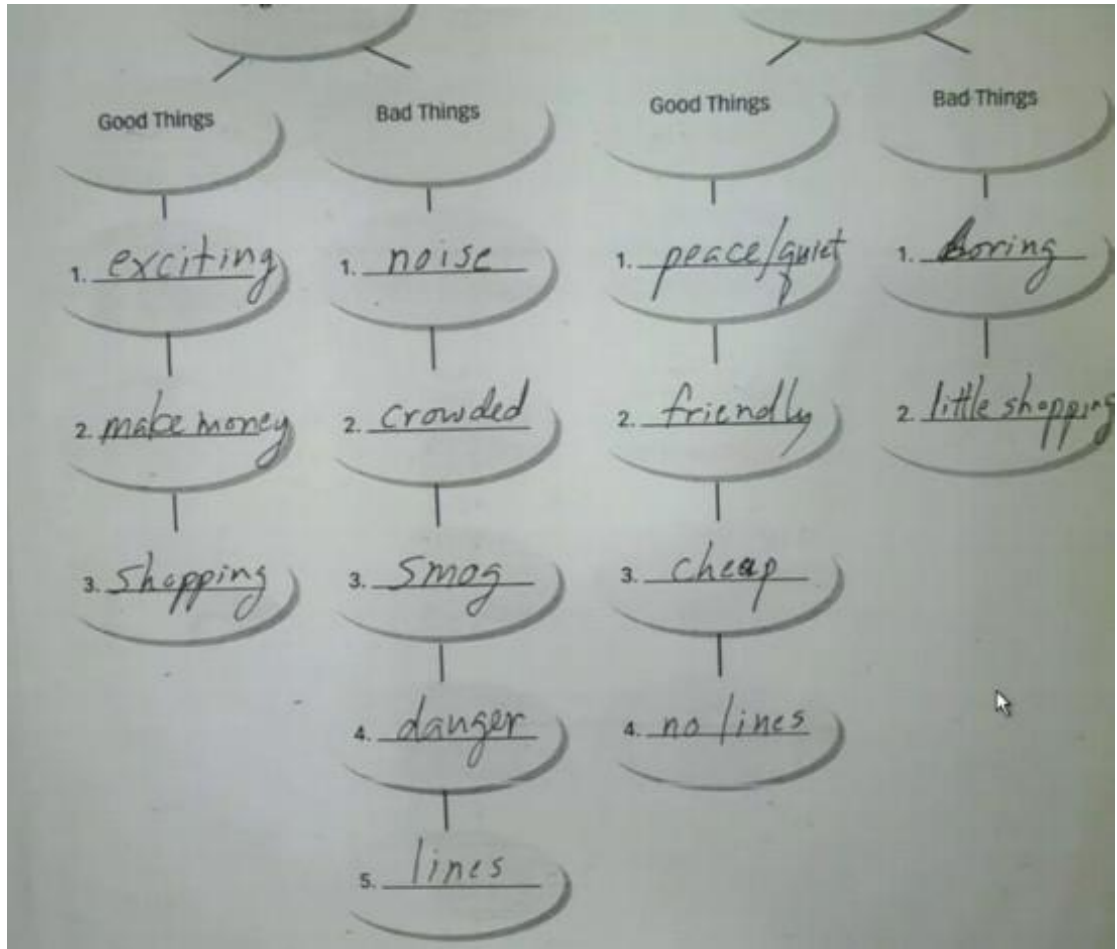 Good Things Bad Things Good Things Bad Things
1. exciting 1. noise 1. peace/quiet 1. Boring
2. make money 2. crowded 2. friendly 2. little shopping
3. shopping 3. smog 3. cheap
4. danger 4. no lines
5. lines